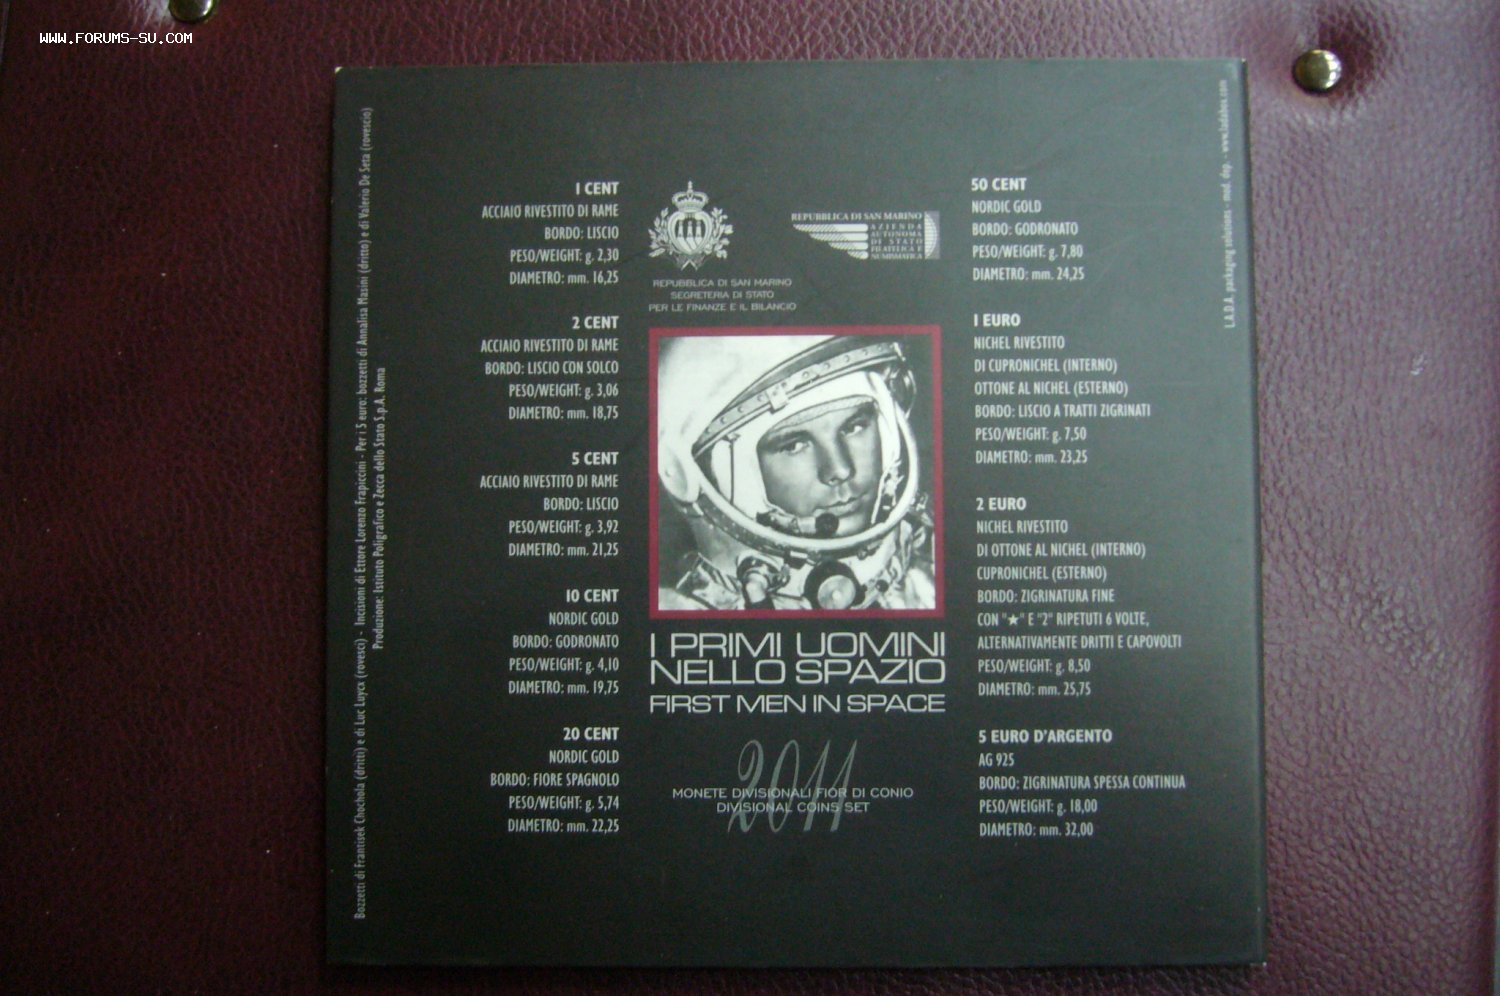 WWW.FORUMS-SU.COM
Bozzetti di Frantisek Chochola (dritti) e di Luc Luycx (rovesci) - Incisioni di Ettore Lorenzo Frapiccini - Per i 5 euro: bozzetti di Annalisa Masini (dritto) e di Valerio De Seta (rovescio)
Produzione: Istituto Poligrafico e Zecca dello Stato S.p.A. Roma
1 CENT
ACCIAIO RIVESTITO DI RAME
BORDO: LISCIO
PESO/WEIGHT: g. 2,30
DIAMETRO: mm. 16,25
2 CENT
ACCIAIO RIVESTITO DI RAME
BORDO: LISCIO CON SOLCO
PESO/WEIGHT: g. 3,06
DIAMETRO: mm. 18,75
5 CENT
ACCIAIO RIVESTITO DI RAME
BORDO: LISCIO
PESO/WEIGHT: g. 3,92
DIAMETRO: mm. 21,25
10 CENT
NORDIC GOLD
BORDO: GODRONATO
PESO/WEIGHT: g. 4,10
DIAMETRO: mm. 19,75
20 CENT
NORDIC GOLD
BORDO: FIORE SPAGNOLO
PESO/WEIGHT: g. 5,74
DIAMETRO: mm. 22,25
REPUBBLICA DI SAN MARINO
SEGRETERIA DI STATO
PER LE FINANZE E IL BILANCIO
REPUBBLICA DI SAN MARINO
AZIENDA
AUTONOMA
DI STATO
FILATELICA E
NUMISMATICA
I PRIMI UOMINI
NELLO SPAZIO
FIRST MEN IN SPACE
2011
MONETE DIVISIONALI FIOR DI CONIO
DIVISIONAL COINS SET
50 CENT
NORDIC GOLD
BORDO: GODRONATO
PESO/WEIGHT: g. 7,80
DIAMETRO: mm. 24,25
1 EURO
NICHEL RIVESTITO
DI CUPRONICHEL (INTERNO)
OTTONE AL NICHEL (ESTERNO)
BORDO: LISCIO A TRATTI ZIGRINATI
PESO/WEIGHT: g. 7,50
DIAMETRO: mm. 23,25
2 EURO
NICHEL RIVESTITO
DI OTTONE AL NICHEL (INTERNO)
CUPRONICHEL (ESTERNO)
BORDO: ZIGRINATURA FINE
CON "★" E "2" RIPETUTI 6 VOLTE,
ALTERNATIVAMENTE DRITTI E CAPOVOLTI
PESO/WEIGHT: g. 8,50
DIAMETRO: mm. 25,75
5 EURO D'ARGENTO
AG 925
BORDO: ZIGRINATURA SPESSA CONTINUA
PESO/WEIGHT: g. 18,00
DIAMETRO: mm. 32,00
I.A.D.A. packaging solutions - mod. dep. - www.iadabox.com